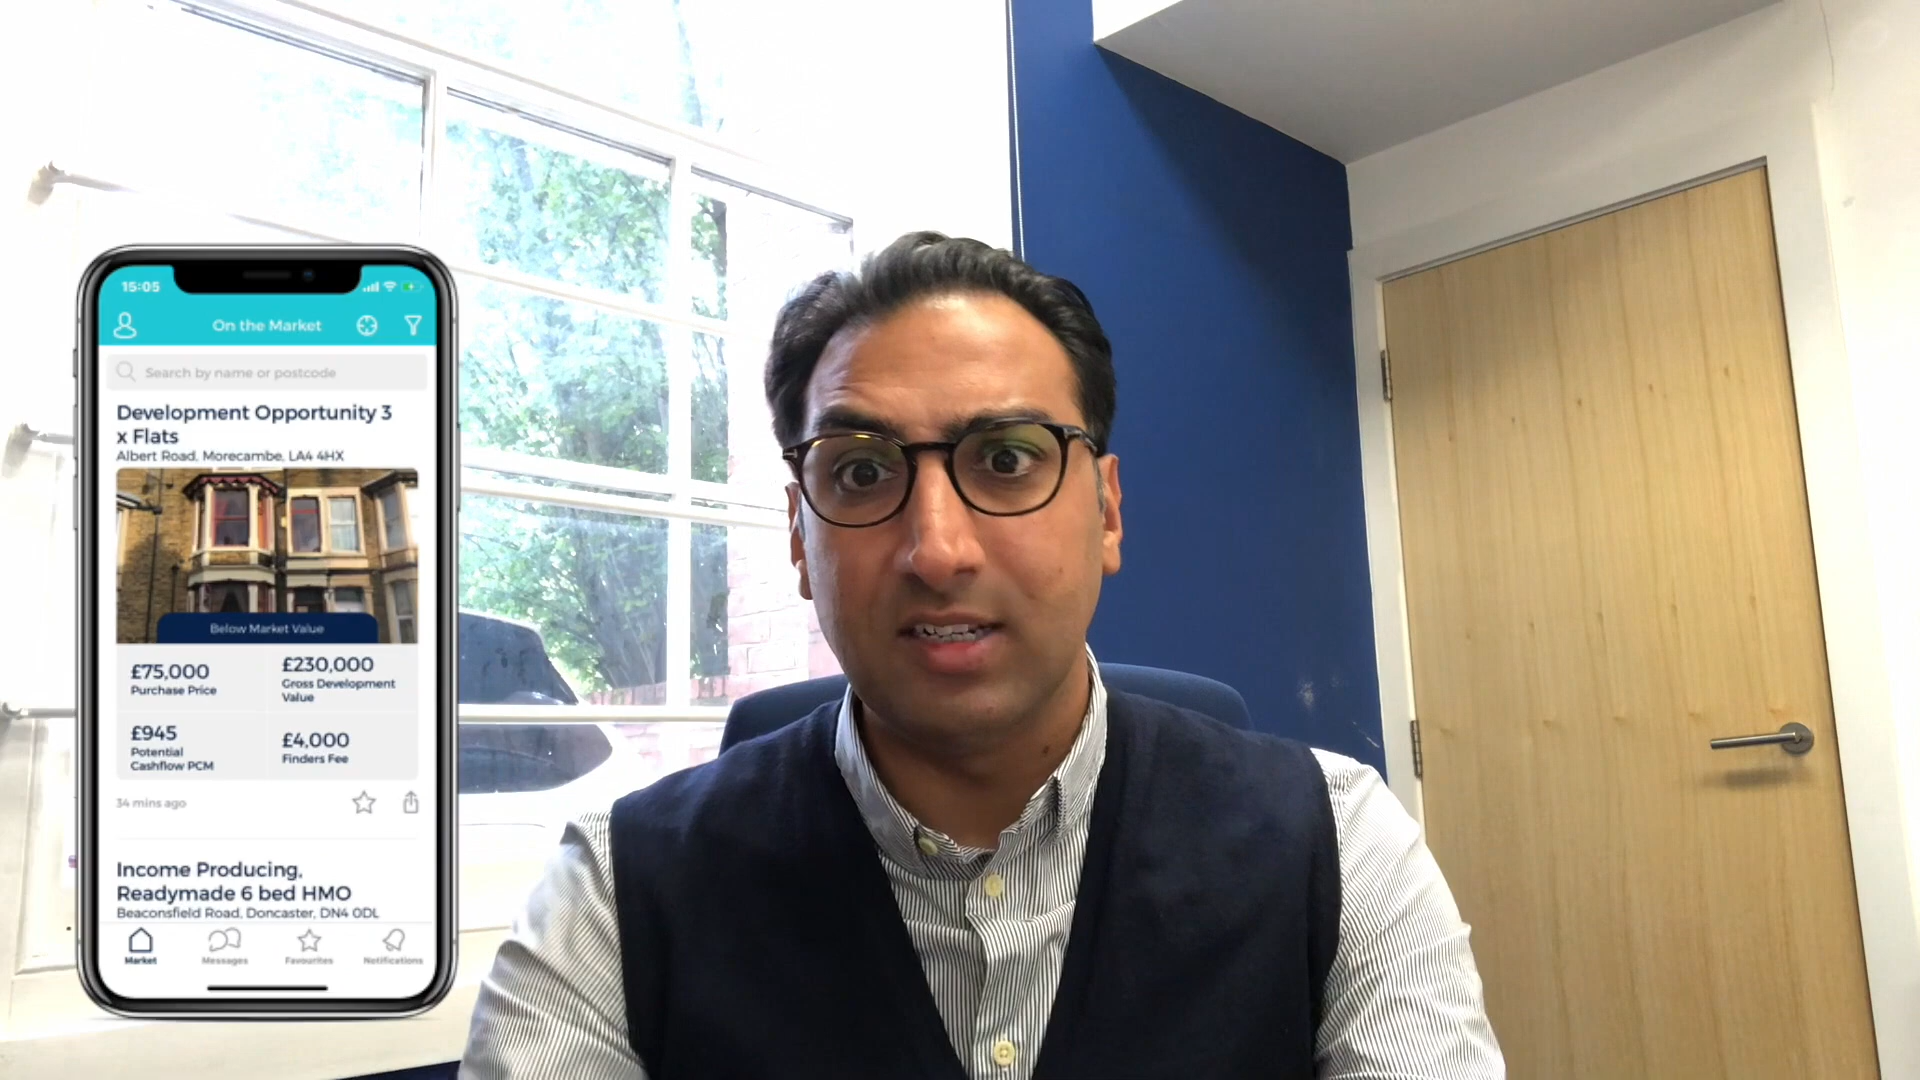 15:05
On the Market
Search by name or postcode
Development Opportunity 3
x Flats
Albert Road, Morecambe, LA4 4HX
Below Market Value
£75,000
Purchase Price
£230,000
Gross Development
Value
£945
Potential
Cashflow PCM
£4,000
Finders Fee
34 mins ago
Income Producing,
Readymade 6 bed HMO
Beaconsfield Road, Doncaster, DN4 0DL
Market
Messages
Favourites
Notifications